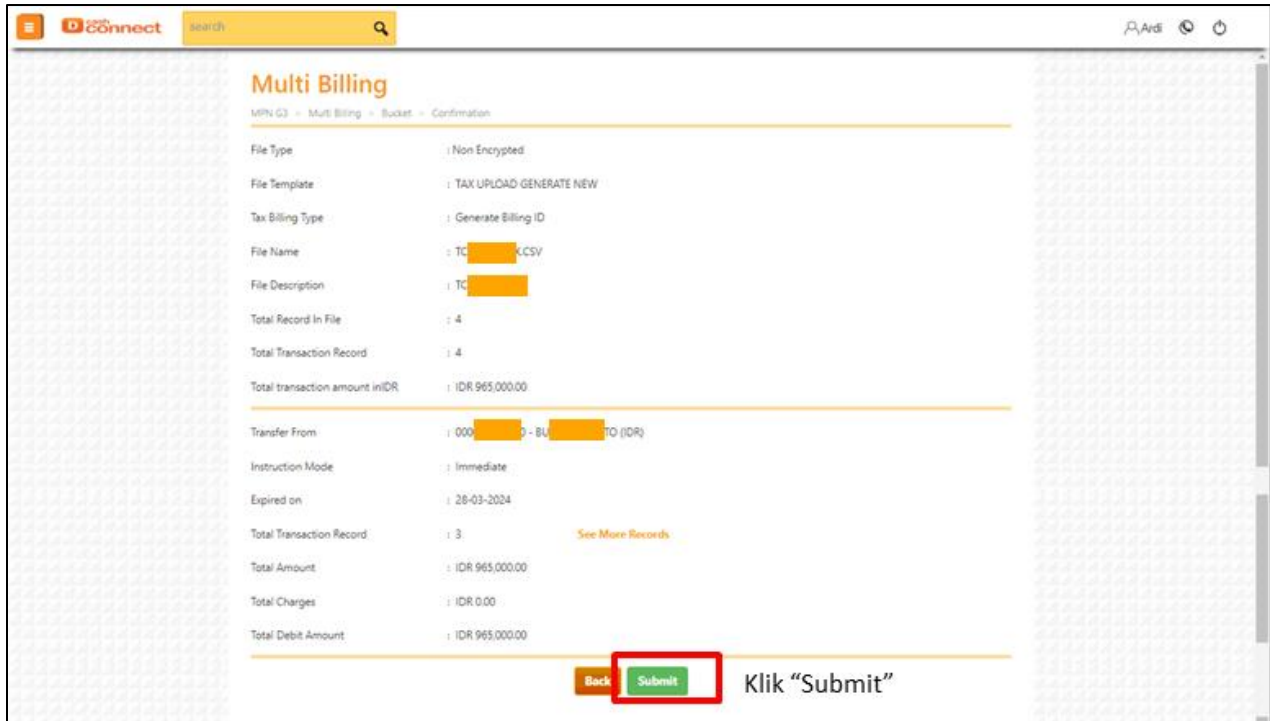 D cash connect search Ardi
Multi Billing
MPN G3 > Multi Billing > Bucket > Confirmation
File Type : Non Encrypted
File Template : TAX UPLOAD GENERATE NEW
Tax Billing Type : Generate Billing ID
File Name : TC .CSV
File Description : TC
Total Record In File : 4
Total Transaction Record : 4
Total transaction amount inIDR : IDR 965,000.00
Transfer From : 000 0 - BU TO (IDR)
Instruction Mode : Immediate
Expired on : 28-03-2024
Total Transaction Record : 3 See More Records
Total Amount : IDR 965,000.00
Total Charges : IDR 0.00
Total Debit Amount : IDR 965,000.00
Back Submit Klik “Submit”